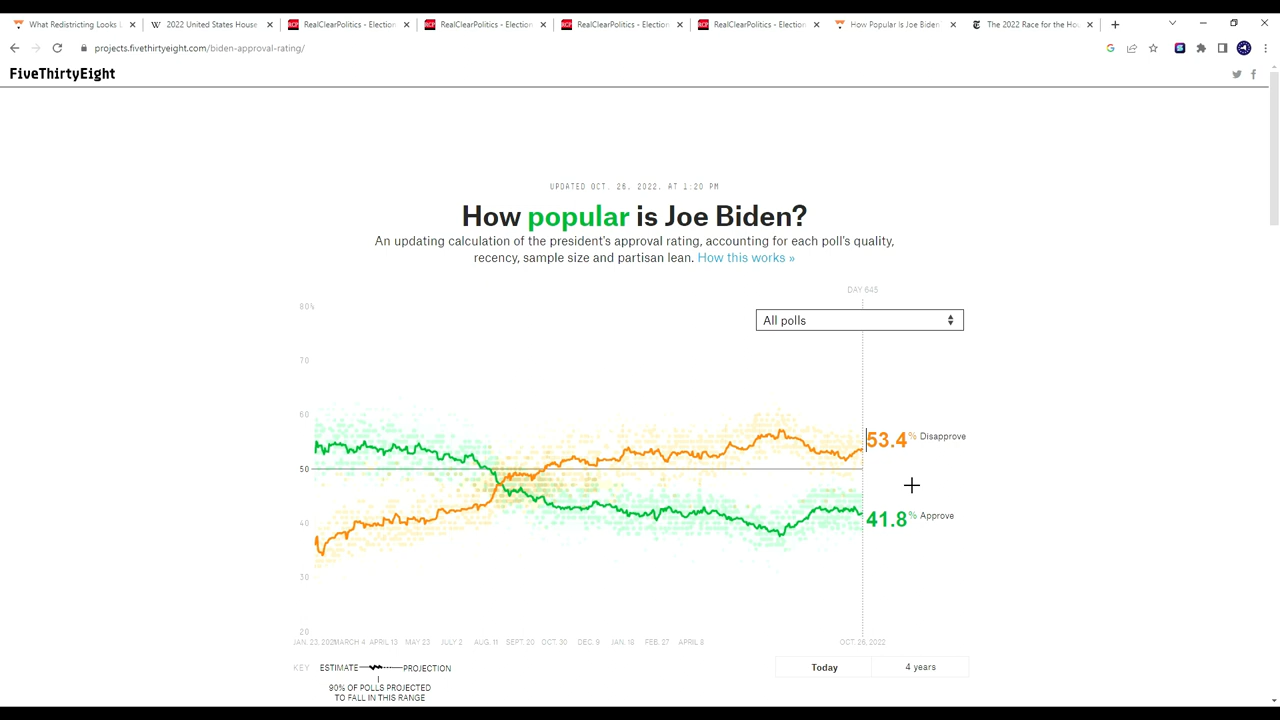 What Redistricting Looks L
2022 United States House
RealClearPolitics - Election
RealClearPolitics - Election
RealClearPolitics - Election
RealClearPolitics - Election
How Popular Is Joe Biden
The 2022 Race for the Hou
projects.fivethirtyeight.com/biden-approval-rating/
FiveThirtyEight
UPDATED OCT. 26, 2022, AT 1:20 PM
How popular is Joe Biden?
An updating calculation of the president's approval rating, accounting for each poll's quality,
recency, sample size and partisan lean. How this works »
DAY 645
80%
All polls
70
60
53.4% Disapprove
50
41.8% Approve
40
30
20
JAN. 23, 2021 MARCH 4 APRIL 13 MAY 23 JULY 2 AUG. 11 SEPT. 20 OCT. 30 DEC. 9 JAN. 18 FEB. 27 APRIL 8 OCT. 26, 2022
KEY ESTIMATE PROJECTION
90% OF POLLS PROJECTED
TO FALL IN THIS RANGE
Today 4 years